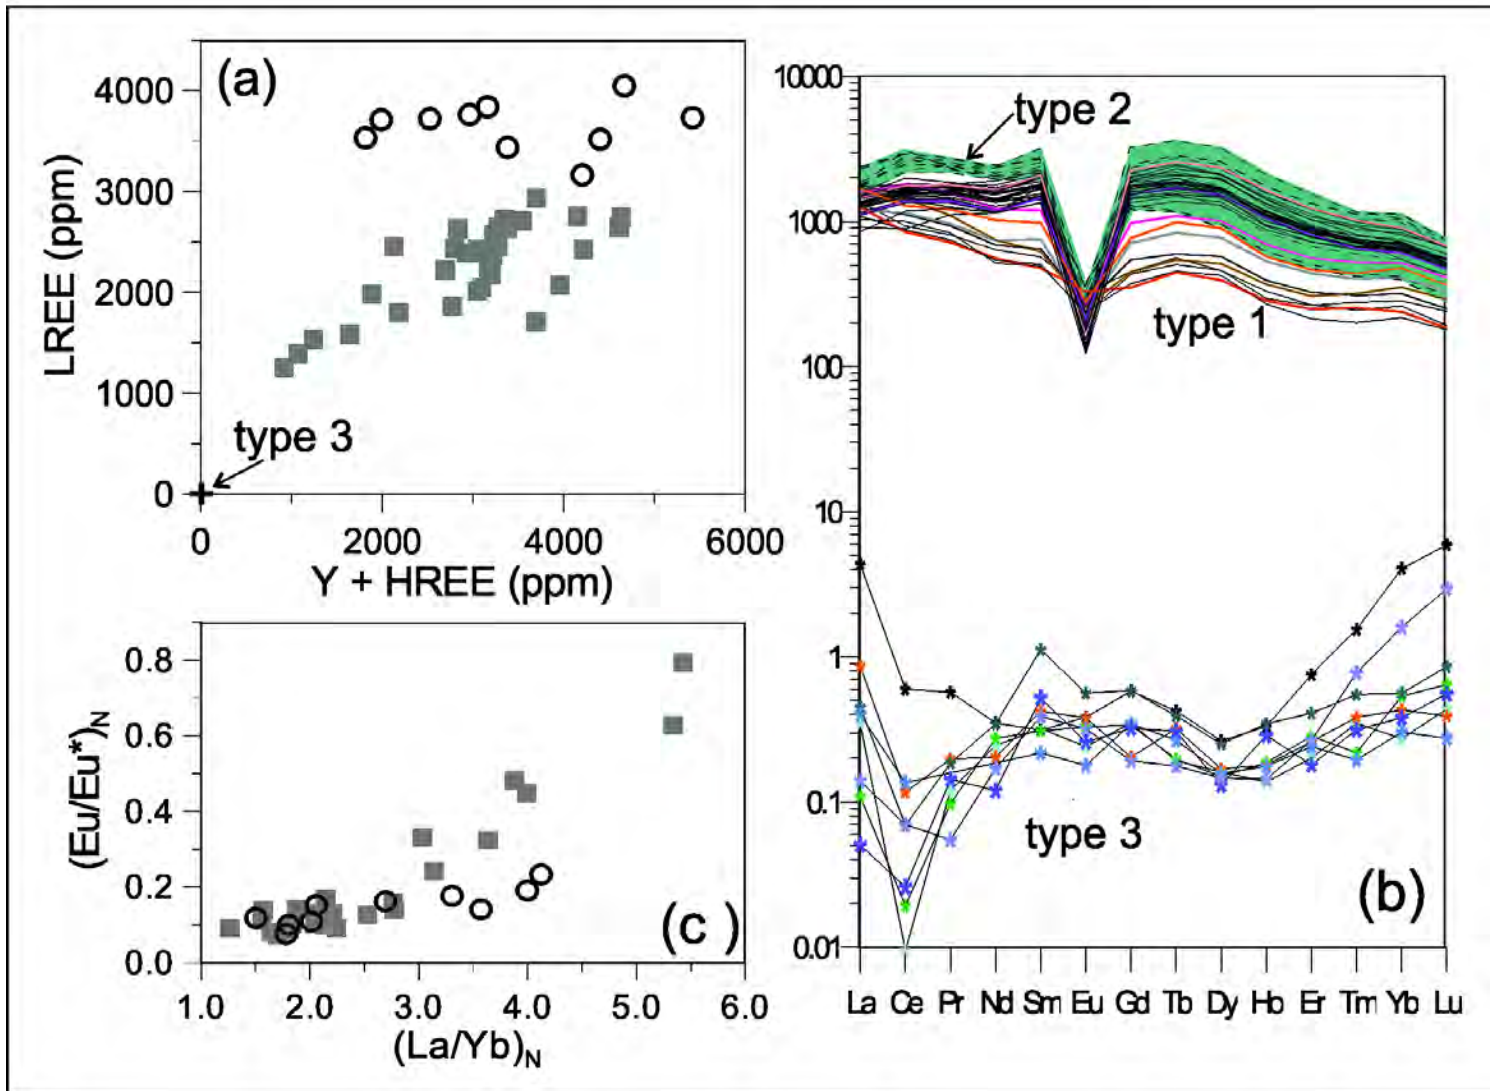 (a)
4000
3000
2000
1000
0
LREE (ppm)
type 3
0 2000 4000 6000
Y + HREE (ppm)
(c )
0.8
0.6
0.4
0.2
0.0
(Eu/Eu*)N
1.0 2.0 3.0 4.0 5.0 6.0
(La/Yb)N
10000
1000
100
10
1
0.1
0.01
type 2
type 1
type 3
(b)
La Ce Pr Nd Sm Eu Gd Tb Dy Ho Er Tm Yb Lu